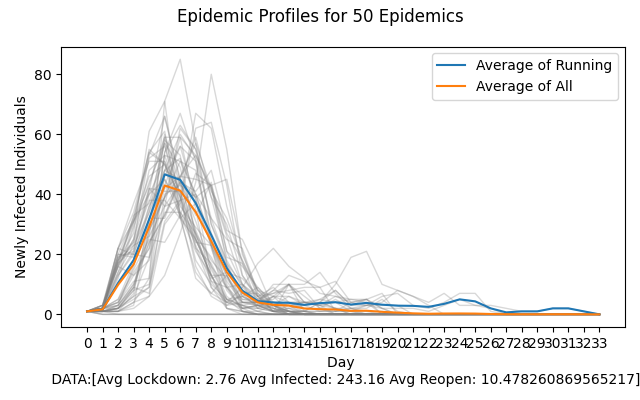 Epidemic Profiles for 50 Epidemics
Average of Running
Average of All
80
60
40
20
0
Newly Infected Individuals
0 1 2 3 4 5 6 7 8 9 10 11 12 13 14 15 16 17 18 19 20 21 22 23 24 25 26 27 28 29 30 31 32 33
Day
DATA:[Avg Lockdown: 2.76 Avg Infected: 243.16 Avg Reopen: 10.478260869565217]